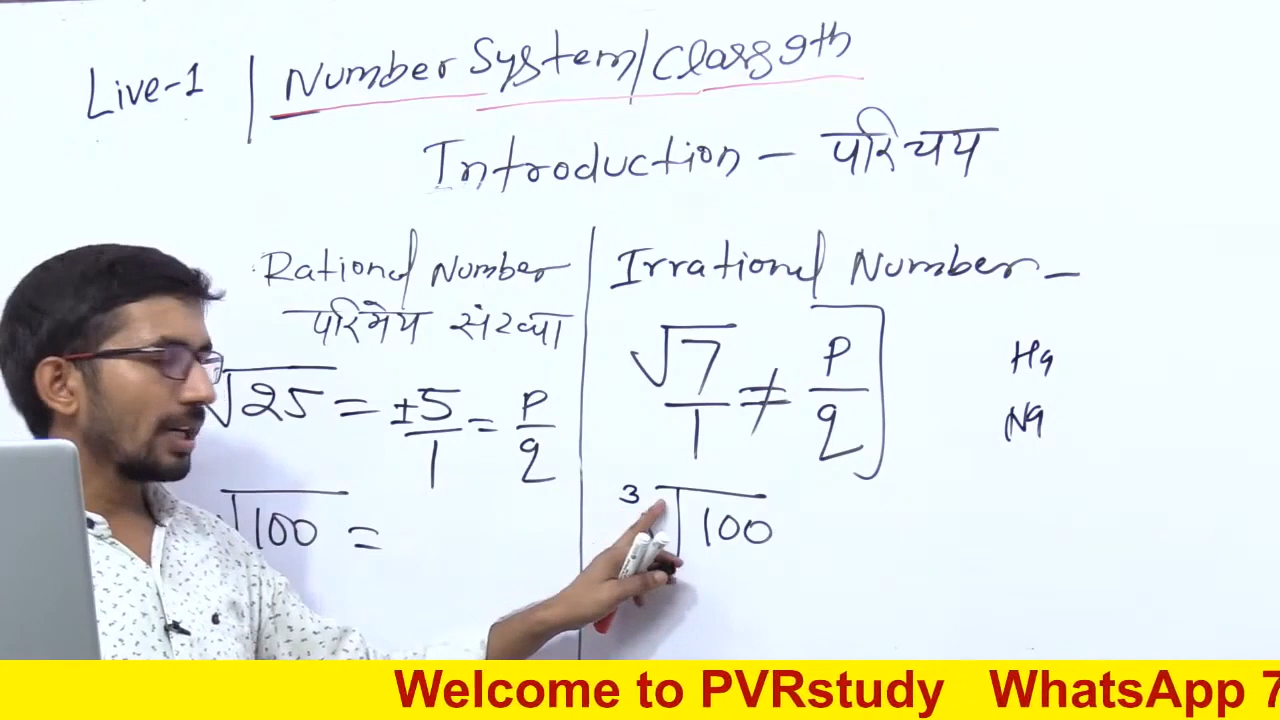 Live-1 | Number System/Class 9th
Introduction – परिचय
Rational Number
परिमेय संख्या
√25 = ±5/1 = P/q
√100 =
Irrational Number –
√7/1 ≠ P/q
³√100
Welcome to PVRstudy WhatsApp 7